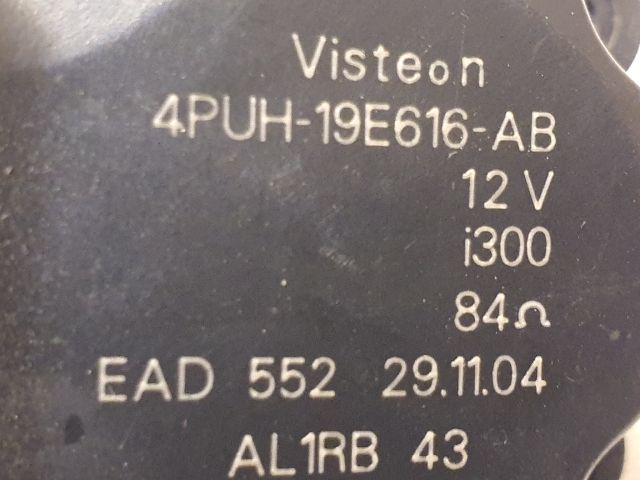 Visteon
4PUH-19E616-AB
12 V
i300
84Ω
EAD 552 29.11.04
AL1RB 43